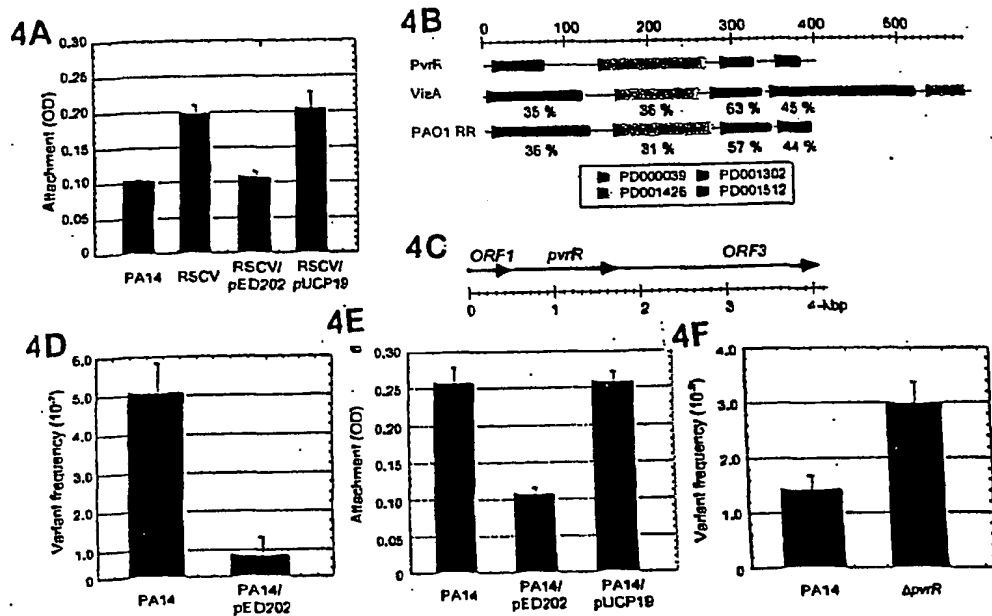 4A
Attachment (OD)
0.30
0.25
0.20
0.15
0.10
0.05
0
PA14
RSCV
RSCV/
pED202
RSCV/
pUCP19
4B
0 100 200 300 400 500
PvrR
VieA
35 % 36 % 63 % 45 %
PAO1 RR
36 % 31 % 57 % 44 %
PD000039 PD001302
PD001426 PD001512
4C
ORF1 pvrR ORF3
0 1 2 3 4 kbp
4D
Variant frequency
6.0
5.0
4.0
3.0
2.0
1.0
0
PA14
PA14/
pED202
4E
Attachment (OD)
0.30
0.25
0.20
0.15
0.10
0.05
0.00
PA14
PA14/
pED202
PA14/
pUCP19
4F
Variant frequency
4.0
3.0
2.0
1.0
0
PA14
ΔpvrR